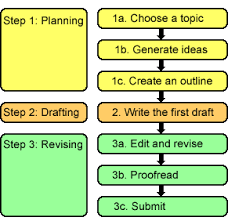 Step 1: Planning
1a. Choose a topic
1b. Generate ideas
1c. Create an outline
Step 2: Drafting
2. Write the first draft
Step 3: Revising
3a. Edit and revise
3b. Proofread
3c. Submit